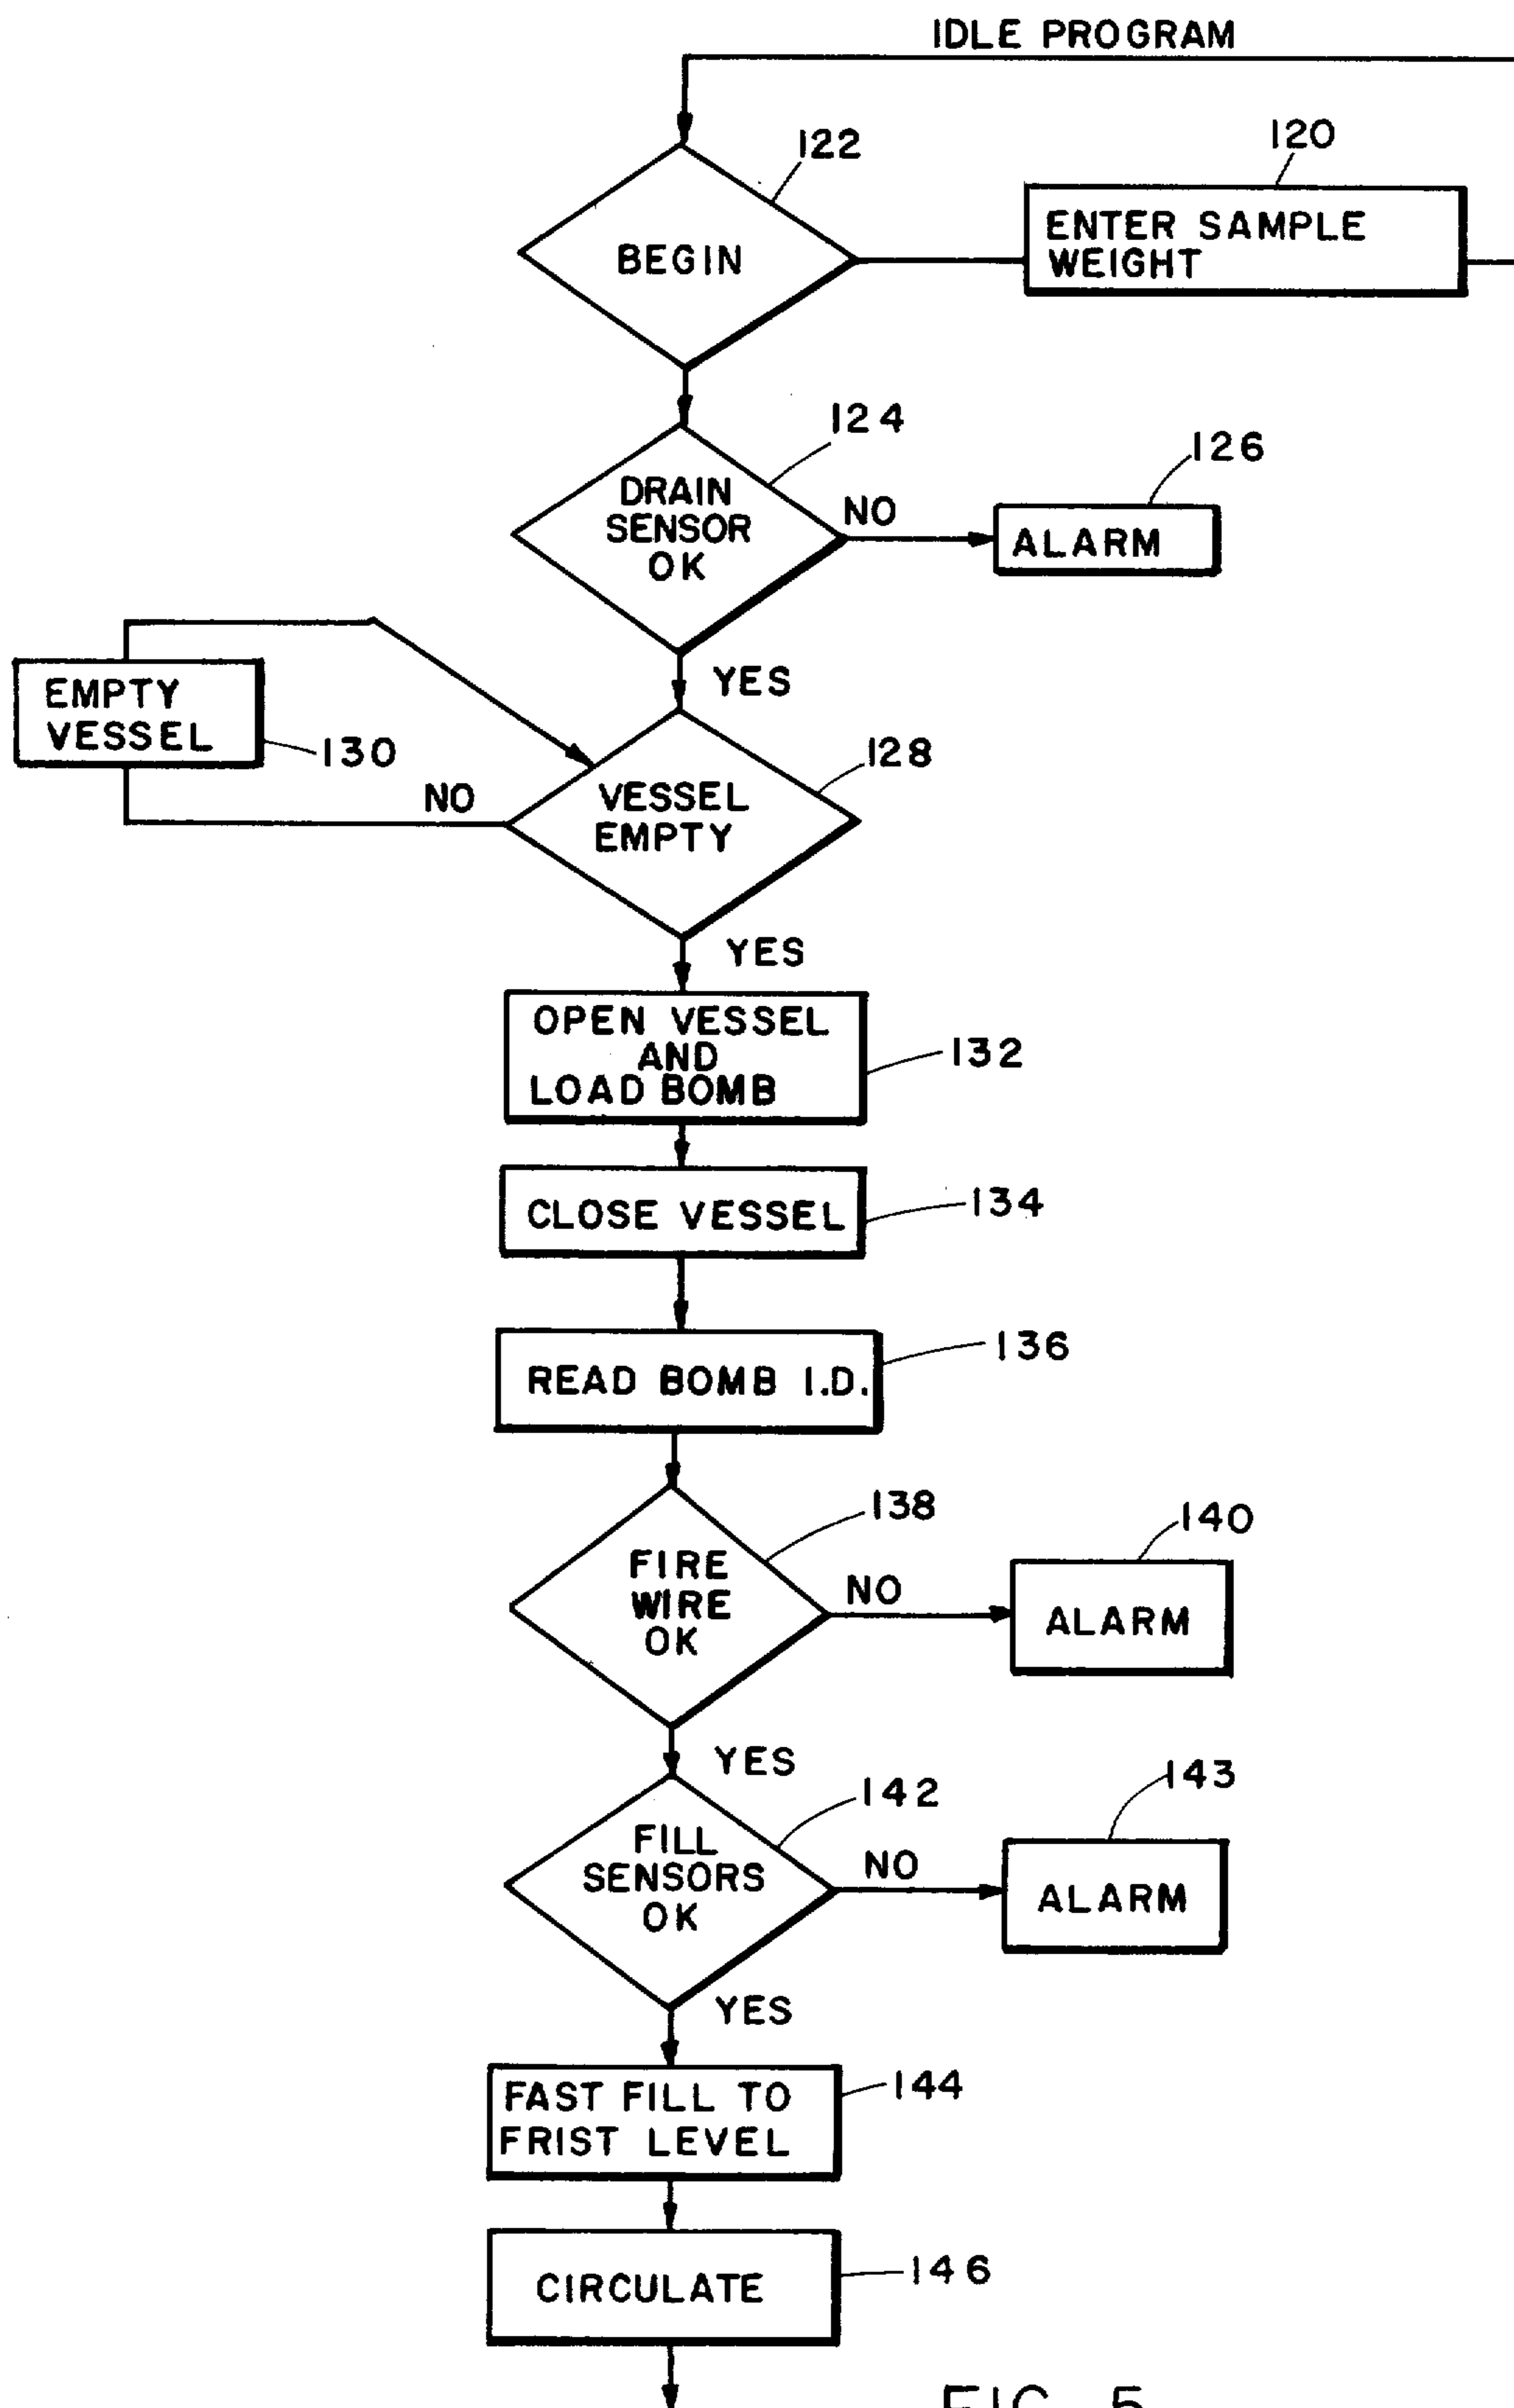 IDLE PROGRAM
122
120
BEGIN
ENTER SAMPLE
WEIGHT
124
126
DRAIN
SENSOR
OK
NO
ALARM
YES
EMPTY
VESSEL
130
128
NO
VESSEL
EMPTY
YES
OPEN VESSEL
AND
LOAD BOMB
132
CLOSE VESSEL
134
READ BOMB I.D.
136
138
140
FIRE
WIRE
OK
NO
ALARM
YES
142
143
FILL
SENSORS
OK
NO
ALARM
YES
FAST FILL TO
FRIST LEVEL
144
CIRCULATE
146
FIG. 5